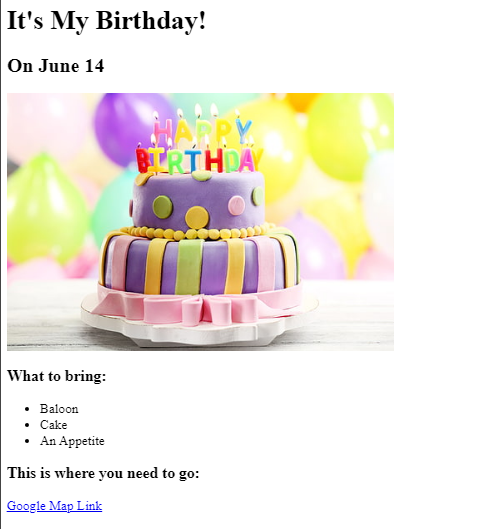 It's My Birthday!
On June 14
HAPPY
BIRTHDAY
What to bring:
Baloon
Cake
An Appetite
This is where you need to go:
Google Map Link